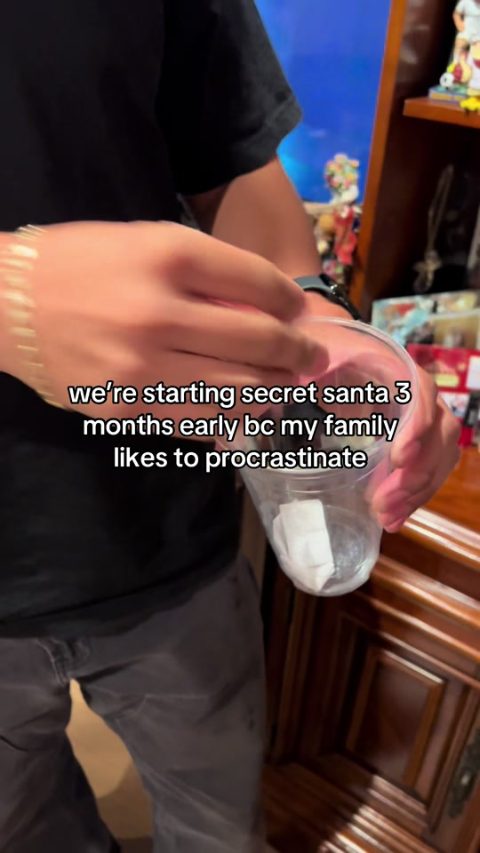 we're starting secret santa 3
months early bc my family
likes to procrastinate